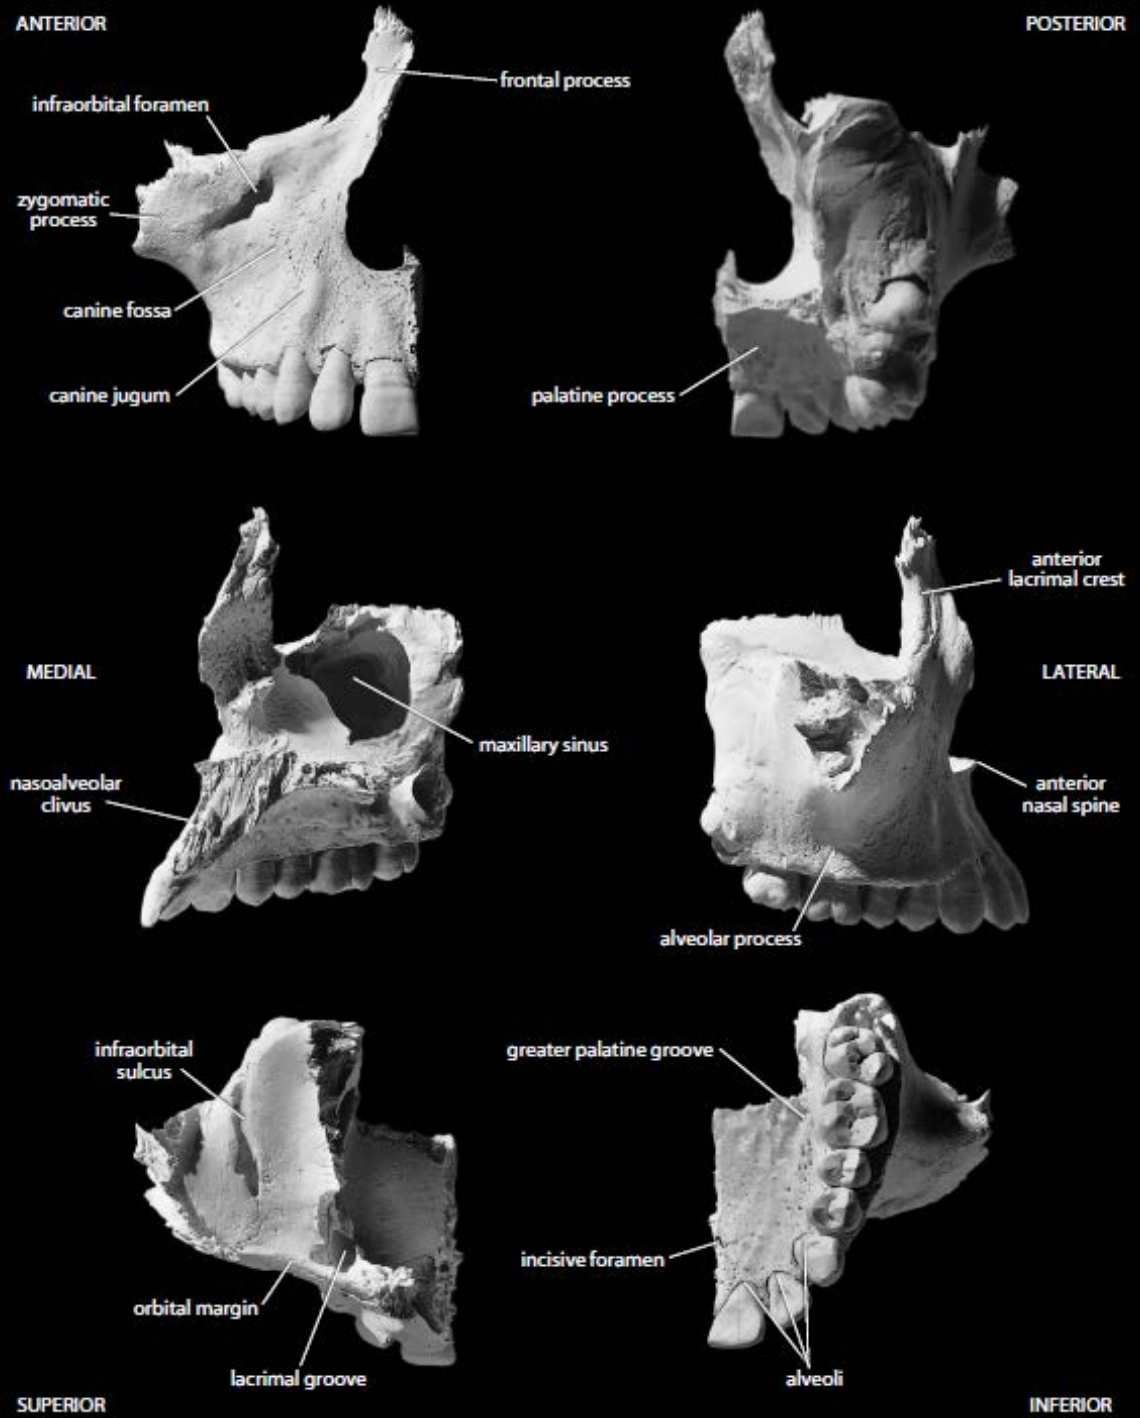 ANTERIOR
POSTERIOR
frontal process
infraorbital foramen
zygomatic
process
canine fossa
canine jugum
palatine process
anterior
lacrimal crest
MEDIAL
LATERAL
maxillary sinus
nasoalveolar
clivus
anterior
nasal spine
alveolar process
infraorbital
sulcus
greater palatine groove
incisive foramen
orbital margin
lacrimal groove
alveoli
SUPERIOR
INFERIOR